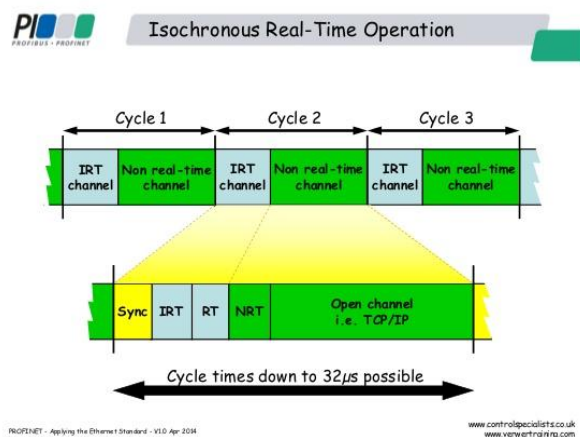 PI
PROFIBUS • PROFINET
Isochronous Real-Time Operation
Cycle 1
Cycle 2
Cycle 3
IRT
channel
Non real-time
channel
IRT
channel
Non real-time
channel
IRT
channel
Non real-time
channel
Sync
IRT
RT
NRT
Open channel
i.e. TCP/IP
Cycle times down to 32µs possible
PROFINET - Applying the Ethernet Standard - V1.0 Apr 2014
www.controlspecialists.co.uk
www.verwertraining.com